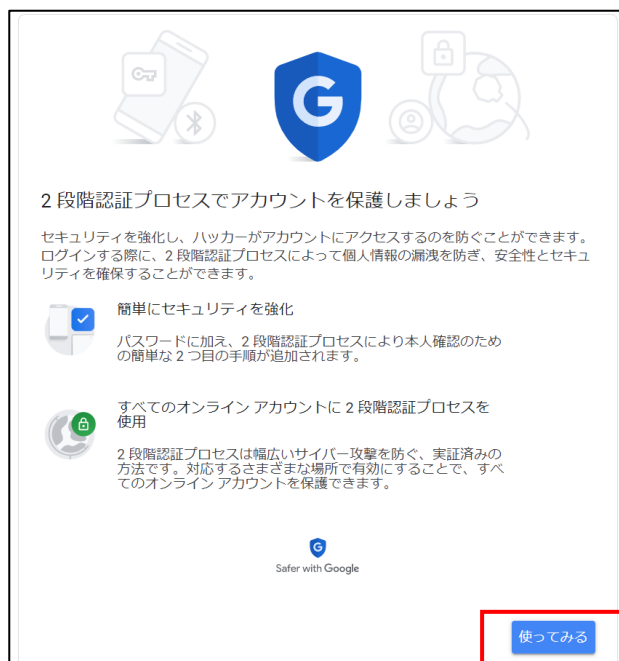 G
2 段階認証プロセスでアカウントを保護しましょう
セキュリティを強化し、ハッカーがアカウントにアクセスするのを防ぐことができます。
ログインする際に、2 段階認証プロセスによって個人情報の漏洩を防ぎ、安全性とセキュ
リティを確保することができます。
簡単にセキュリティを強化
パスワードに加え、2 段階認証プロセスにより本人確認のため
の簡単な 2 つ目の手順が追加されます。
すべてのオンライン アカウントに 2 段階認証プロセスを
使用
2 段階認証プロセスは幅広いサイバー攻撃を防ぐ、実証済みの
方法です。対応するさまざまな場所で有効にすることで、すべ
てのオンライン アカウントを保護できます。
G
Safer with Google
使ってみる